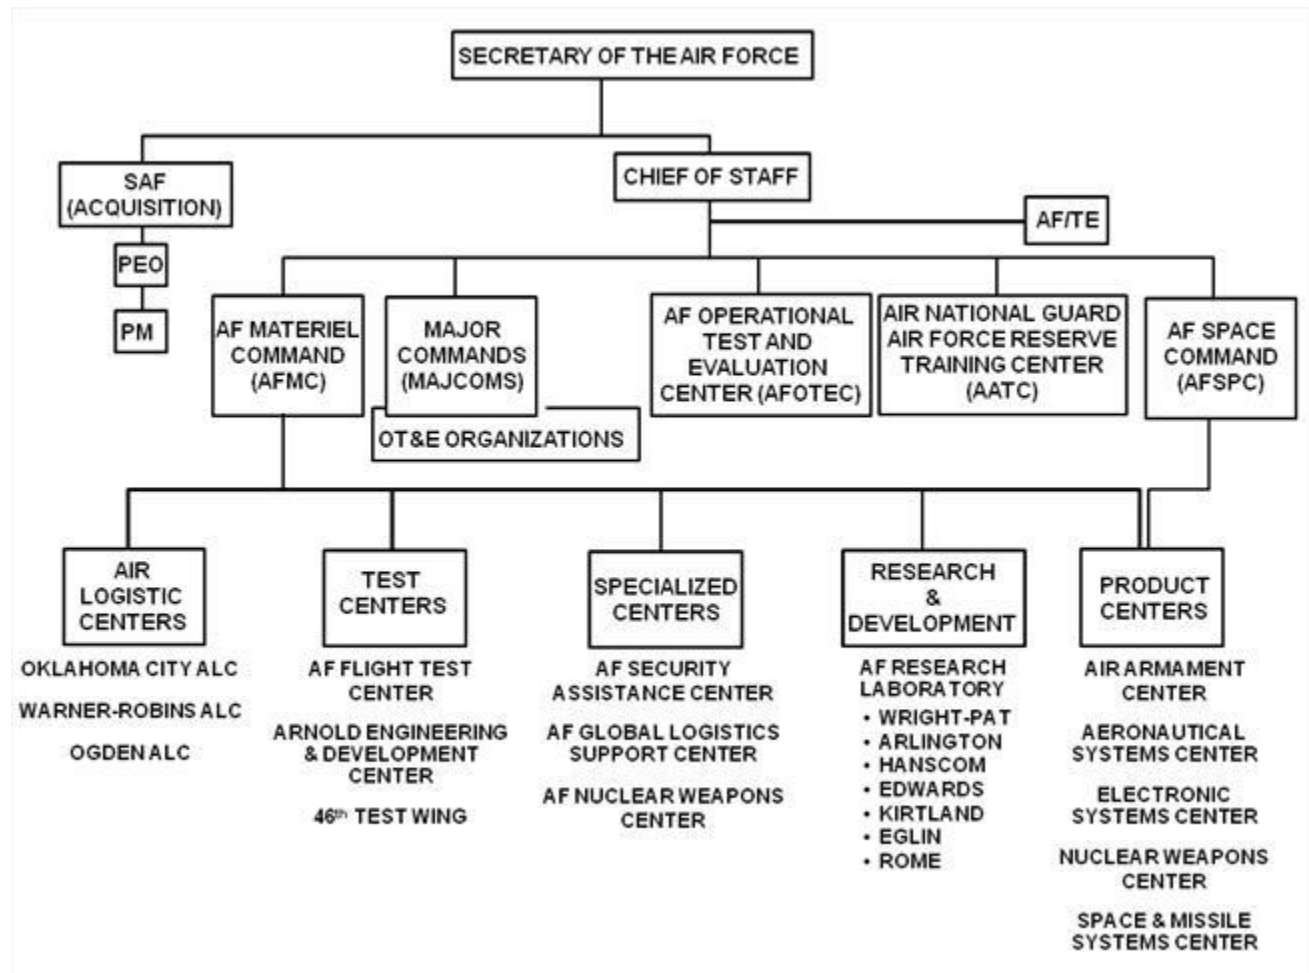 SECRETARY OF THE AIR FORCE
SAF
(ACQUISITION)
CHIEF OF STAFF
AF/TE
PEO
PM
AF MATERIEL
COMMAND
(AFMC)
MAJOR
COMMANDS
(MAJCOMS)
OT&E ORGANIZATIONS
AF OPERATIONAL
TEST AND
EVALUATION
CENTER (AFOTEC)
AIR NATIONAL GUARD
AIR FORCE RESERVE
TRAINING CENTER
(AATC)
AF SPACE
COMMAND
(AFSPC)
AIR
LOGISTIC
CENTERS
OKLAHOMA CITY ALC
WARNER-ROBINS ALC
OGDEN ALC
TEST
CENTERS
AF FLIGHT TEST
CENTER
ARNOLD ENGINEERING
& DEVELOPMENT
CENTER
46th TEST WING
SPECIALIZED
CENTERS
AF SECURITY
ASSISTANCE CENTER
AF GLOBAL LOGISTICS
SUPPORT CENTER
AF NUCLEAR WEAPONS
CENTER
RESEARCH
&
DEVELOPMENT
AF RESEARCH
LABORATORY
• WRIGHT-PAT
• ARLINGTON
• HANSCOM
• EDWARDS
• KIRTLAND
• EGLIN
• ROME
PRODUCT
CENTERS
AIR ARMAMENT
CENTER
AERONAUTICAL
SYSTEMS CENTER
ELECTRONIC
SYSTEMS CENTER
NUCLEAR WEAPONS
CENTER
SPACE & MISSILE
SYSTEMS CENTER